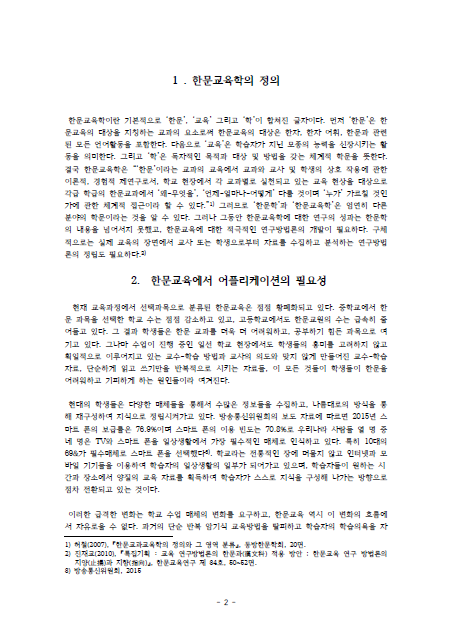 1 . 한문교육학의 정의
한문교육학이란 기본적으로 '한문', '교육' 그리고 '학'이 합쳐진 글자이다. 먼저 '한문'은 한
문교육의 대상을 지칭하는 교과의 요소로써 한문교육의 대상은 한자, 한자 어휘, 한문과 관련
된 모든 언어활동을 포함한다. 다음으로 '교육'은 학습자가 지닌 모종의 능력을 신장시키는 활
동을 의미한다. 그리고 '학'은 독자적인 목적과 대상 및 방법을 갖는 체계적 학문을 뜻한다.
결국 한문교육학은 "'한문'이라는 교과의 교육에서 교과와 교사 및 학생의 상호 작용에 관한
이론적, 경험적 제연구로서, 학교 현장에서 각 교과별로 실천되고 있는 교육 현상을 대상으로
각급 학급의 한문교과에서 '왜-무엇을', '언제-얼마나-어떻게' 다룰 것이며 '누가' 가르칠 것인
가에 관한 체계적 접근이라 할 수 있다."1) 그러므로 '한문학'과 '한문교육학'은 엄연히 다른
분야의 학문이라는 것을 알 수 있다. 그러나 그동안 한문교육학에 대한 연구의 성과는 한문학
의 내용을 넘어서지 못했고, 한문교육에 대한 적극적인 연구방법론의 개발이 필요하다. 구체
적으로는 실제 교육의 장면에서 교사 또는 학생으로부터 자료를 수집하고 분석하는 연구방법
론의 정립도 필요하다.2)
2. 한문교육에서 어플리케이션의 필요성
현재 교육과정에서 선택과목으로 분류된 한문교육은 점점 황폐화되고 있다. 중학교에서 한
문 과목을 선택한 학교 수는 점점 감소하고 있고, 고등학교에서도 한문교원의 수는 급속히 줄
어들고 있다. 그 결과 학생들은 한문 교과를 더욱 더 어려워하고, 공부하기 힘든 과목으로 여
기고 있다. 그러나 수업이 진행 중인 일선 학교 현장에서도 학생들의 흥미를 고려하지 않고
획일적으로 이루어지고 있는 교수-학습 방법과 교사의 의도와 맞지 않게 만들어진 교수-학습
자료, 단순하게 읽고 쓰기만을 반복적으로 시키는 자료들, 이 모든 것들이 학생들이 한문을
어려워하고 기피하게 하는 원인들이라 여겨진다.
현대의 학생들은 다양한 매체들을 통해서 수많은 정보들을 수집하고, 나름대로의 방식을 통
해 재구성하여 지식으로 정립시켜가고 있다. 방송통신위원회의 보도 자료에 따르면 2015년 스
마트 폰의 보급률은 76.9%이며 스마트 폰의 이용 빈도는 70.8%로 우리나라 사람들 열 명 중
네 명은 TV와 스마트 폰을 일상생활에서 가장 필수적인 매체로 인식하고 있다. 특히 10대의
69&가 필수매체로 스마트 폰을 선택했다8). 학교라는 전통적인 장에 머물지 않고 인터넷과 모
바일 기기들을 이용하여 학습자의 일상생활의 일부가 되어가고 있으며, 학습자들이 원하는 시
간과 장소에서 양질의 교육 자료를 획득하여 학습자가 스스로 지식을 구성해 나가는 방향으로
점차 전환되고 있는 것이다.
이러한 급격한 변화는 학교 수업 매체의 변화를 요구하고, 한문교육 역시 이 변화의 흐름에
서 자유로울 수 없다. 과거의 단순 반복 암기식 교육방법을 탈피하고 학습자의 학습의욕을 자
1) 허철(2007),『한문교과교육학의 정의와 그 영역 분류』, 동방한문학회, 20면.
2) 진재교(2010),『특집기획 : 교육 연구방법론의 한문과(漢文科) 적용 방안 : 한문교육 연구 방법론의
지양(止揚)과 지향(指向)』, 한문교육연구 제 84호, 50~52면.
8) 방송통신위원회, 2015
- 2 -